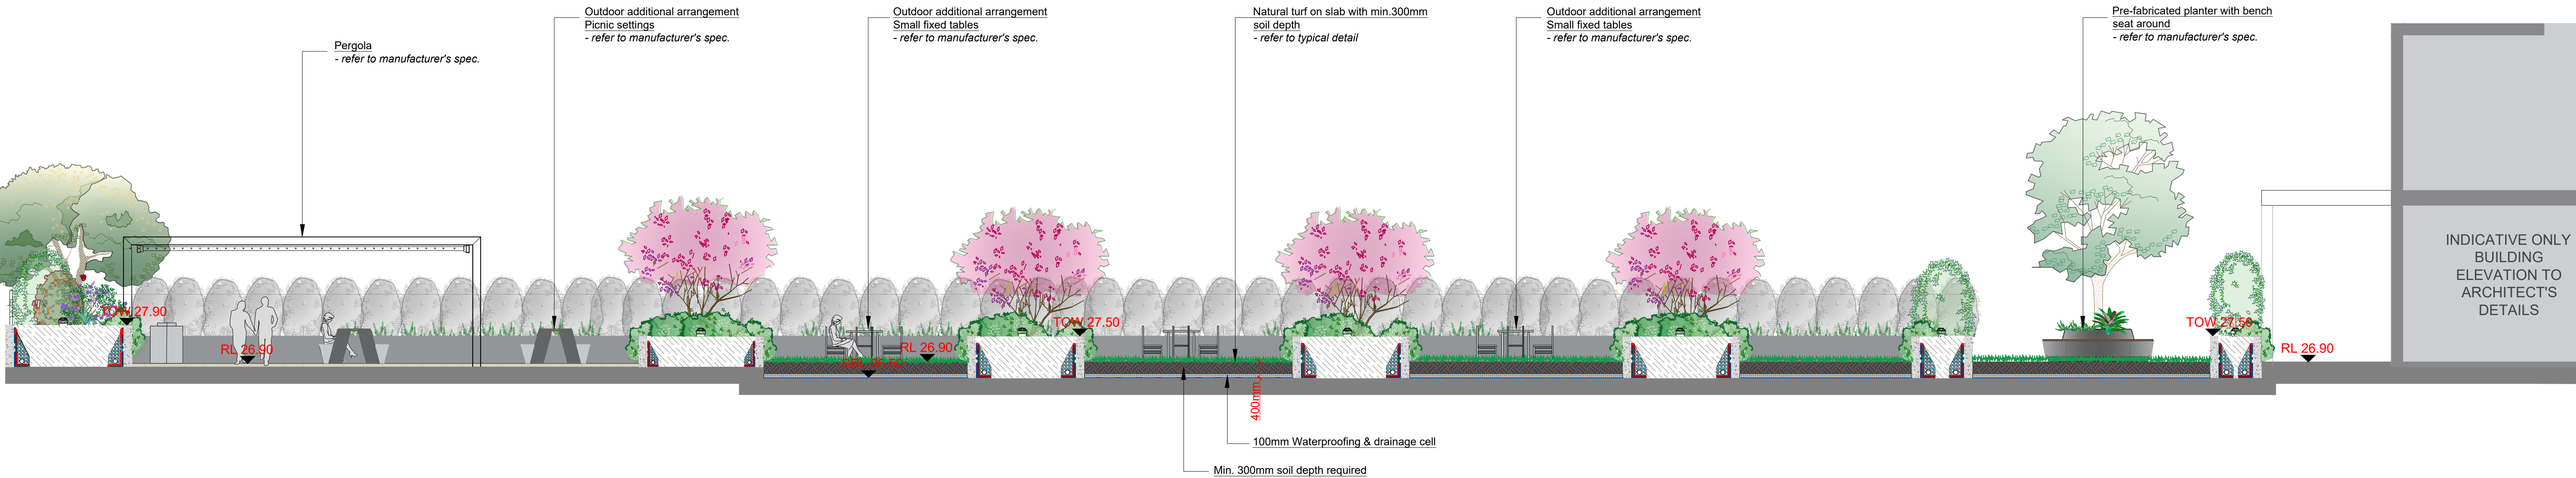 Pergola
- refer to manufacturer's spec.
Outdoor additional arrangement
Picnic settings
- refer to manufacturer's spec.
Outdoor additional arrangement
Small fixed tables
- refer to manufacturer's spec.
Natural turf on slab with min.300mm
soil depth
- refer to typical detail
Outdoor additional arrangement
Small fixed tables
- refer to manufacturer's spec.
Pre-fabricated planter with bench
seat around
- refer to manufacturer's spec.
INDICATIVE ONLY
BUILDING
ELEVATION TO
ARCHITECT'S
DETAILS
TOW 27.90
RL 26.90
RL 26.90
TOW 27.50
TOW 27.50
RL 26.90
400mm
100mm Waterproofing & drainage cell
Min. 300mm soil depth required